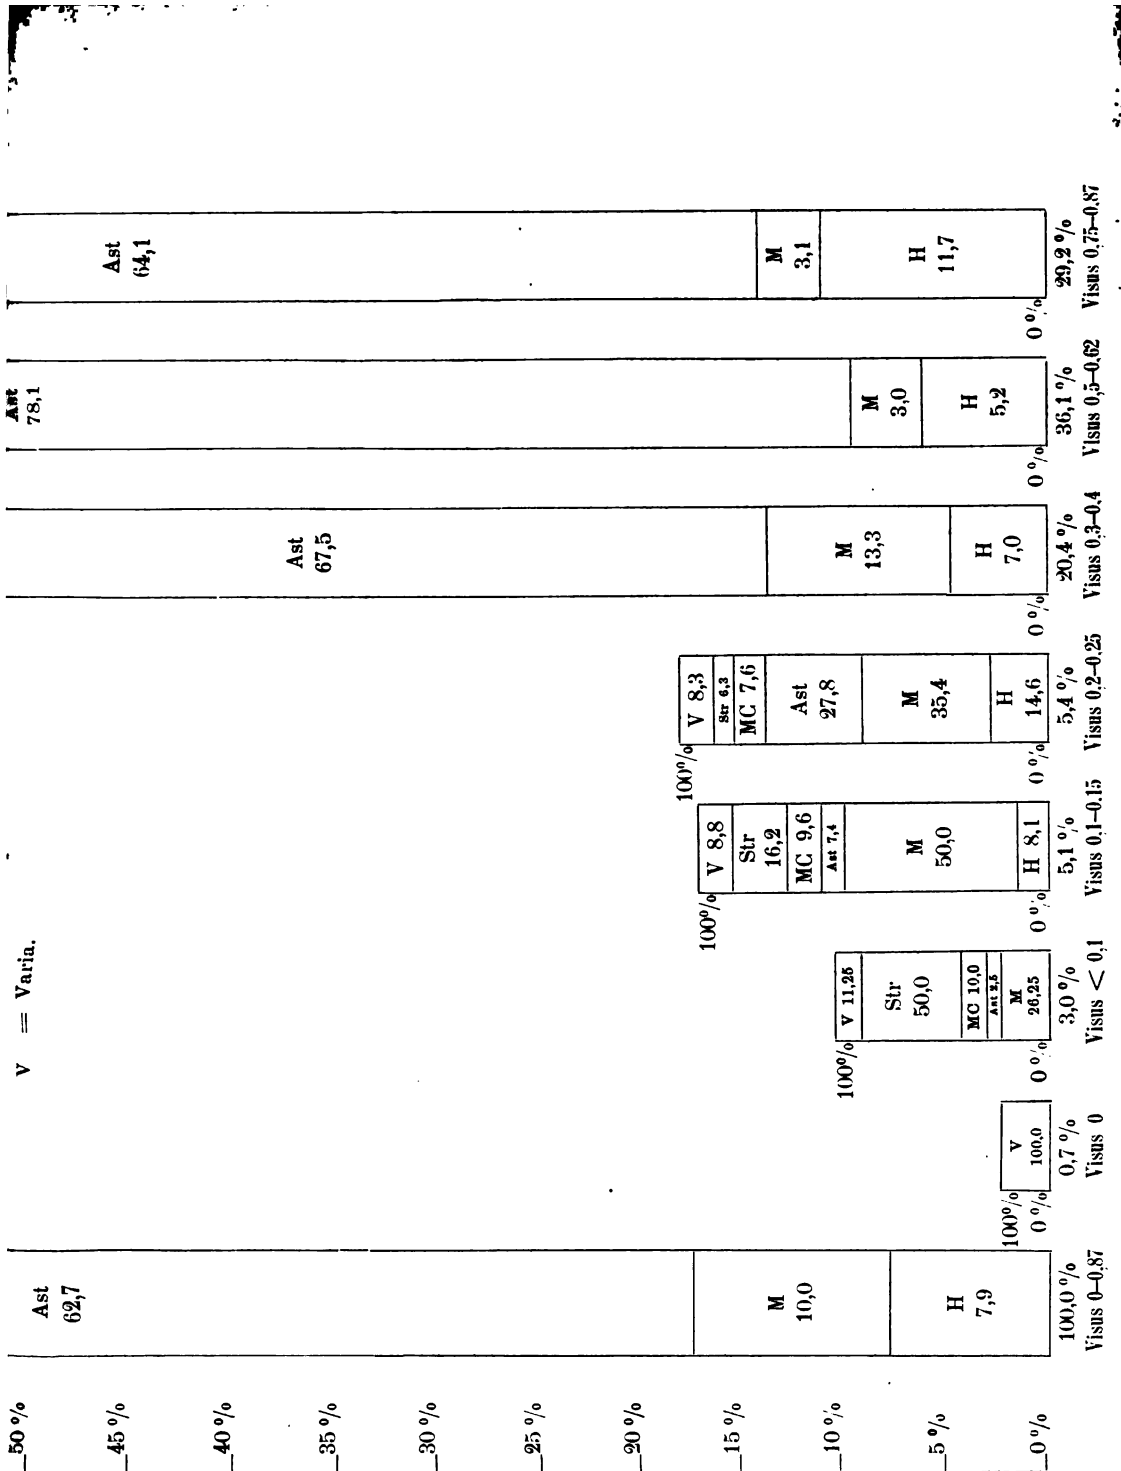 V = Varia.
50 %
45 %
40 %
35 %
30 %
25 %
20 %
15 %
10 %
5 %
0 %
Ast
62,7
M
10,0
H
7,9
100,0 %
Visus 0–0,87
100%
0 %
V
100,0
0,7 %
Visus 0
100%
0 %
V 11,25
Str
50,0
MC 10,0
Ast 2,5
M
26,25
3,0 %
Visus < 0,1
100%
0 %
V 8,8
Str
16,2
MC 9,6
Ast 7,4
M
50,0
H 8,1
5,1 %
Visus 0,1–0,15
100%
0 %
V 8,3
Str 6,3
MC 7,6
Ast
27,8
M
35,4
H
14,6
5,4 %
Visus 0,2–0,25
0 %
Ast
67,5
M
13,3
H
7,0
20,4 %
Visus 0,3–0,4
0 %
Ast
78,1
M
3,0
H
5,2
36,1 %
Visus 0,5–0,62
0 %
Ast
64,1
M
3,1
H
11,7
29,2 %
Visus 0,75–0,87